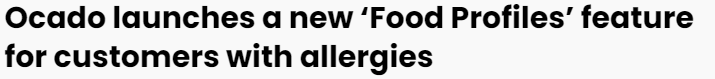 Ocado launches a new ‘Food Profiles’ feature
for customers with allergies